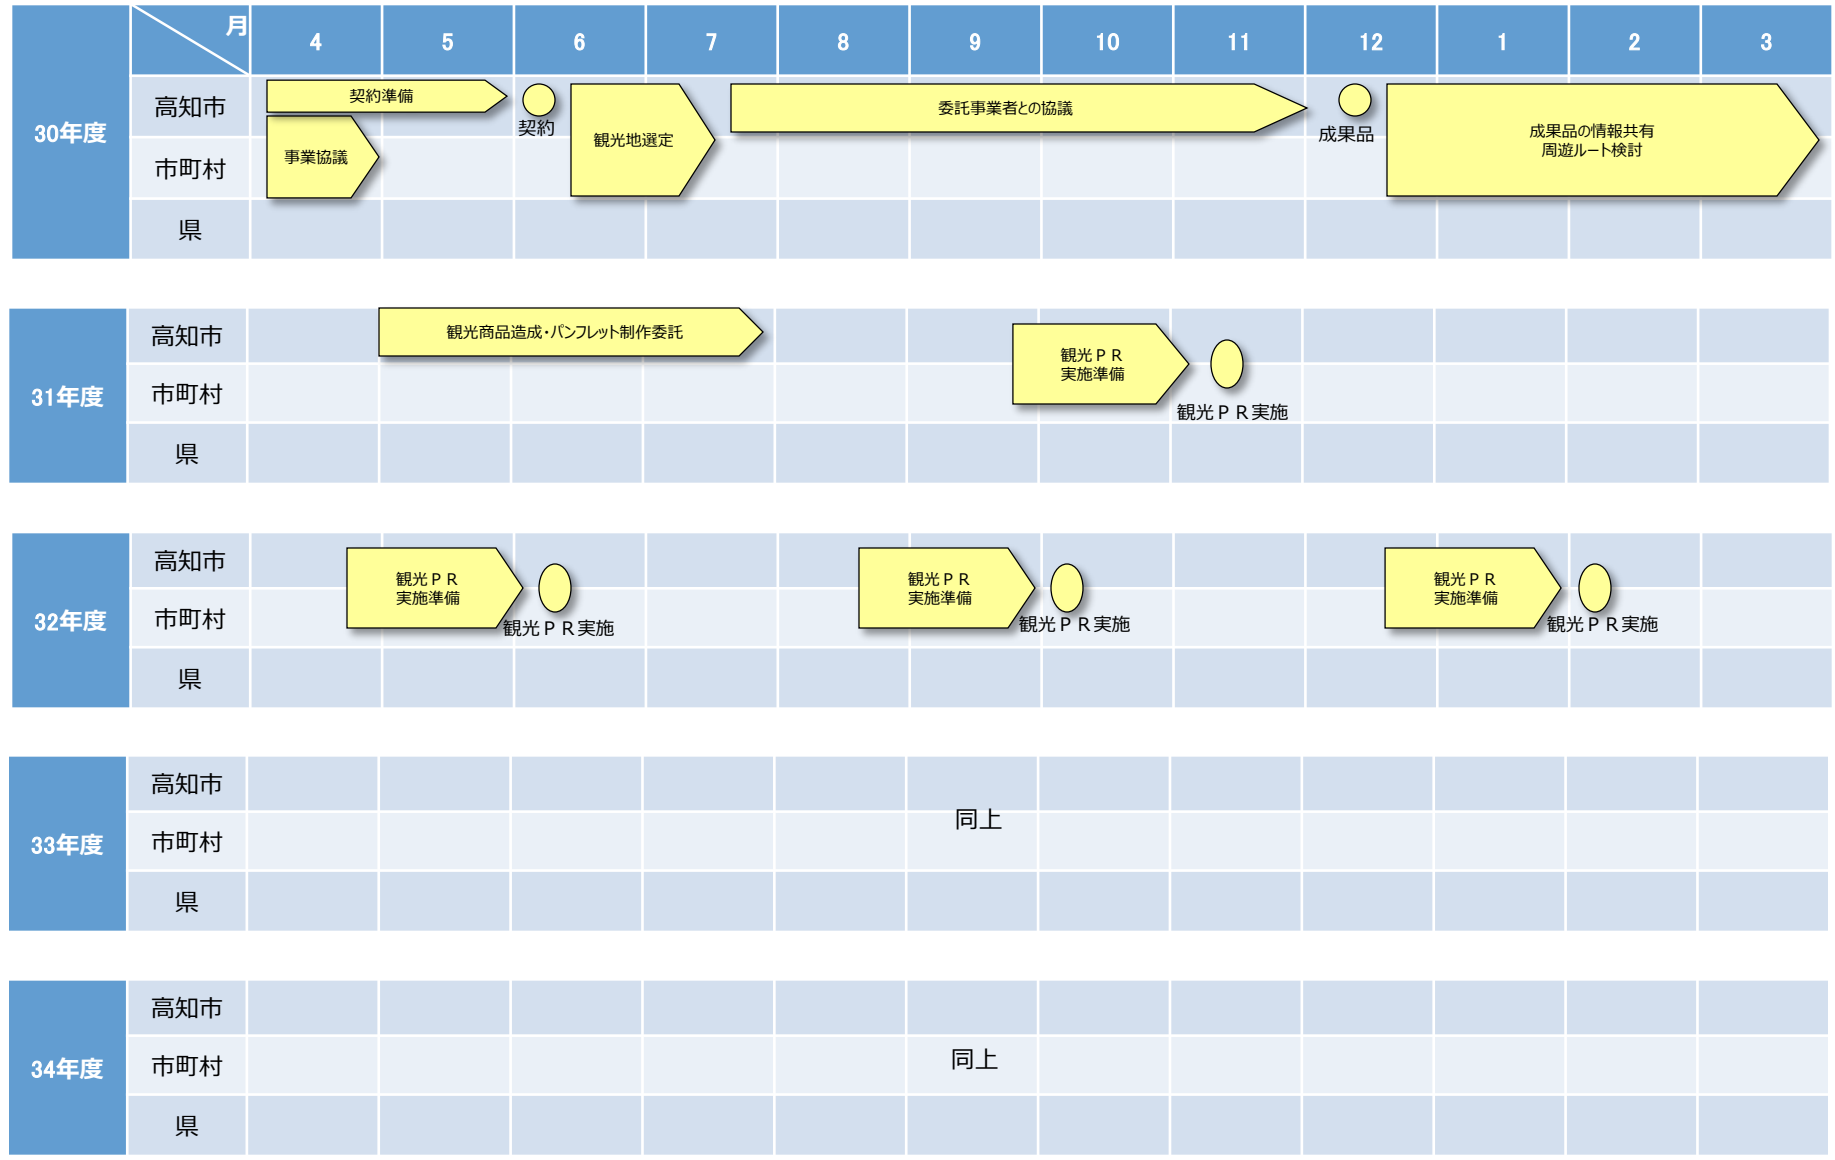 月
4 5 6 7 8 9 10 11 12 1 2 3
30年度
高知市
契約準備
契約
観光地選定
委託事業者との協議
成果品
成果品の情報共有
周遊ルート検討
市町村
事業協議
県
31年度
高知市
観光商品造成・パンフレット制作委託
観光ＰＲ
実施準備
観光ＰＲ実施
市町村
県
32年度
高知市
観光ＰＲ
実施準備
観光ＰＲ実施
観光ＰＲ
実施準備
観光ＰＲ実施
観光ＰＲ
実施準備
観光ＰＲ実施
市町村
県
33年度
高知市
同上
市町村
県
34年度
高知市
市町村
同上
県